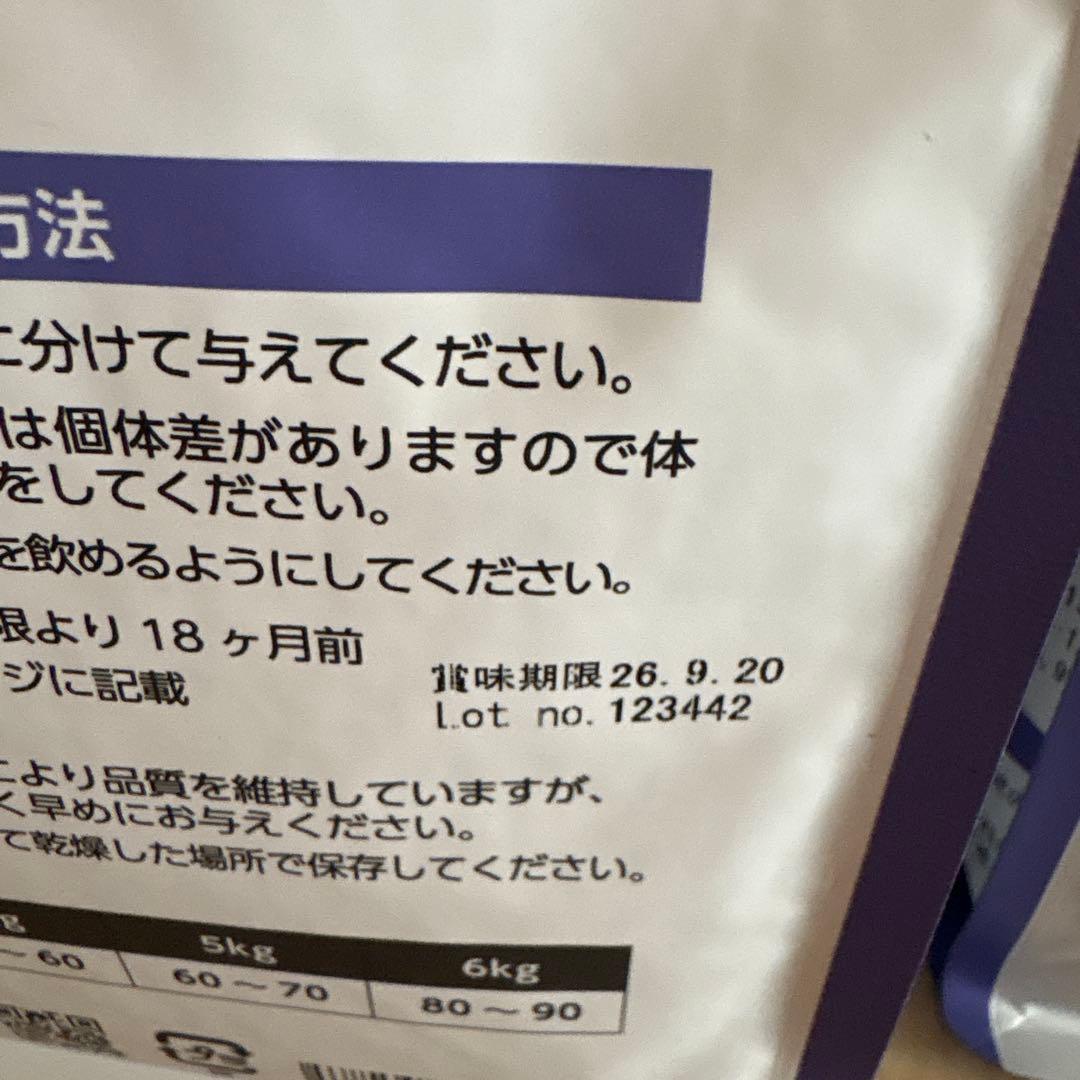 方法
に分けて与えてください。
は個体差がありますので体
をしてください。
を飲めるようにしてください。
限より 18 ヶ月前
ジに記載
賞味期限 26. 9. 20
Lot no. 123442
により品質を維持していますが、
く早めにお与えください。
て乾燥した場所で保存してください。
g 5kg 6kg
～60 60～70 80～90